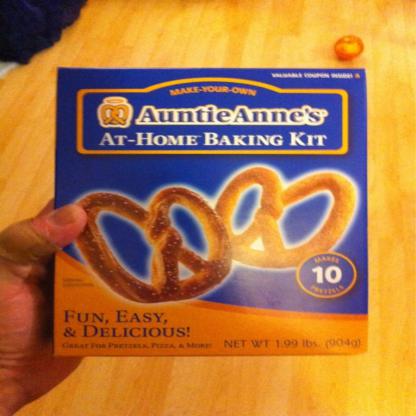 VALUABLE COUPON INSIDE!
MAKE-YOUR-OWN
AuntieAnne's
AT-HOME BAKING KIT
MAKES
10
PRETZELS
FUN, EASY,
& DELICIOUS!
GREAT FOR PRETZELS, PIZZA, & MORE!
NET WT 1.99 lbs. (904g)